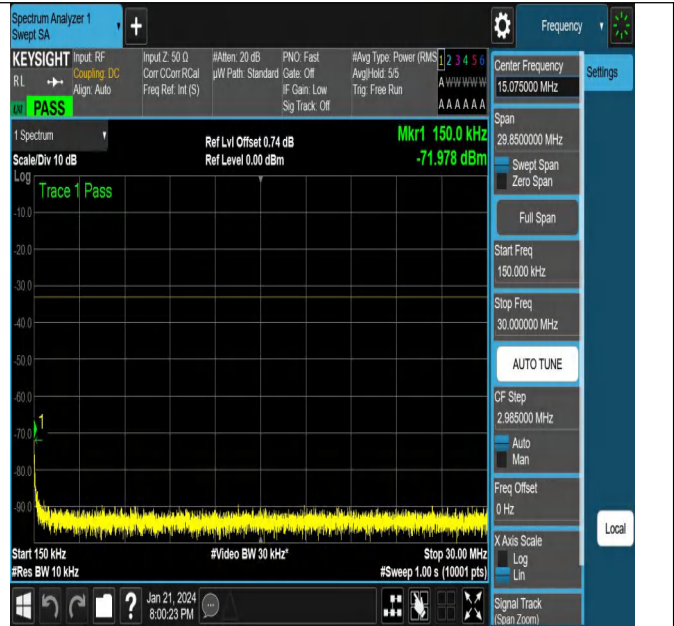 Spectrum Analyzer 1
Swept SA
+
Frequency
KEYSIGHT
RL
LXI PASS
Input: RF
Coupling: DC
Align: Auto
Input Z: 50 Ω
Corr CCorr RCal
Freq Ref: Int (S)
#Atten: 20 dB
µW Path: Standard
PNO: Fast
Gate: Off
IF Gain: Low
Sig Track: Off
#Avg Type: Power (RMS
Avg|Hold: 5/5
Trig: Free Run
1 2 3 4 5 6
A W W W W W
A A A A A A
1 Spectrum
Scale/Div 10 dB
Log
Ref Lvl Offset 0.74 dB
Ref Level 0.00 dBm
Mkr1 150.0 kHz
-71.978 dBm
Trace 1 Pass
-10.0
-20.0
-30.0
-40.0
-50.0
-60.0
-70.0
-80.0
-90.0
1
Start 150 kHz
#Res BW 10 kHz
#Video BW 30 kHz*
Stop 30.00 MHz
#Sweep 1.00 s (10001 pts)
Center Frequency
15.075000 MHz
Settings
Span
29.8500000 MHz
Swept Span
Zero Span
Full Span
Start Freq
150.000 kHz
Stop Freq
30.000000 MHz
AUTO TUNE
CF Step
2.985000 MHz
Auto
Man
Freq Offset
0 Hz
X Axis Scale
Log
Lin
Signal Track
(Span Zoom)
Local
?
Jan 21, 2024
8:00:23 PM